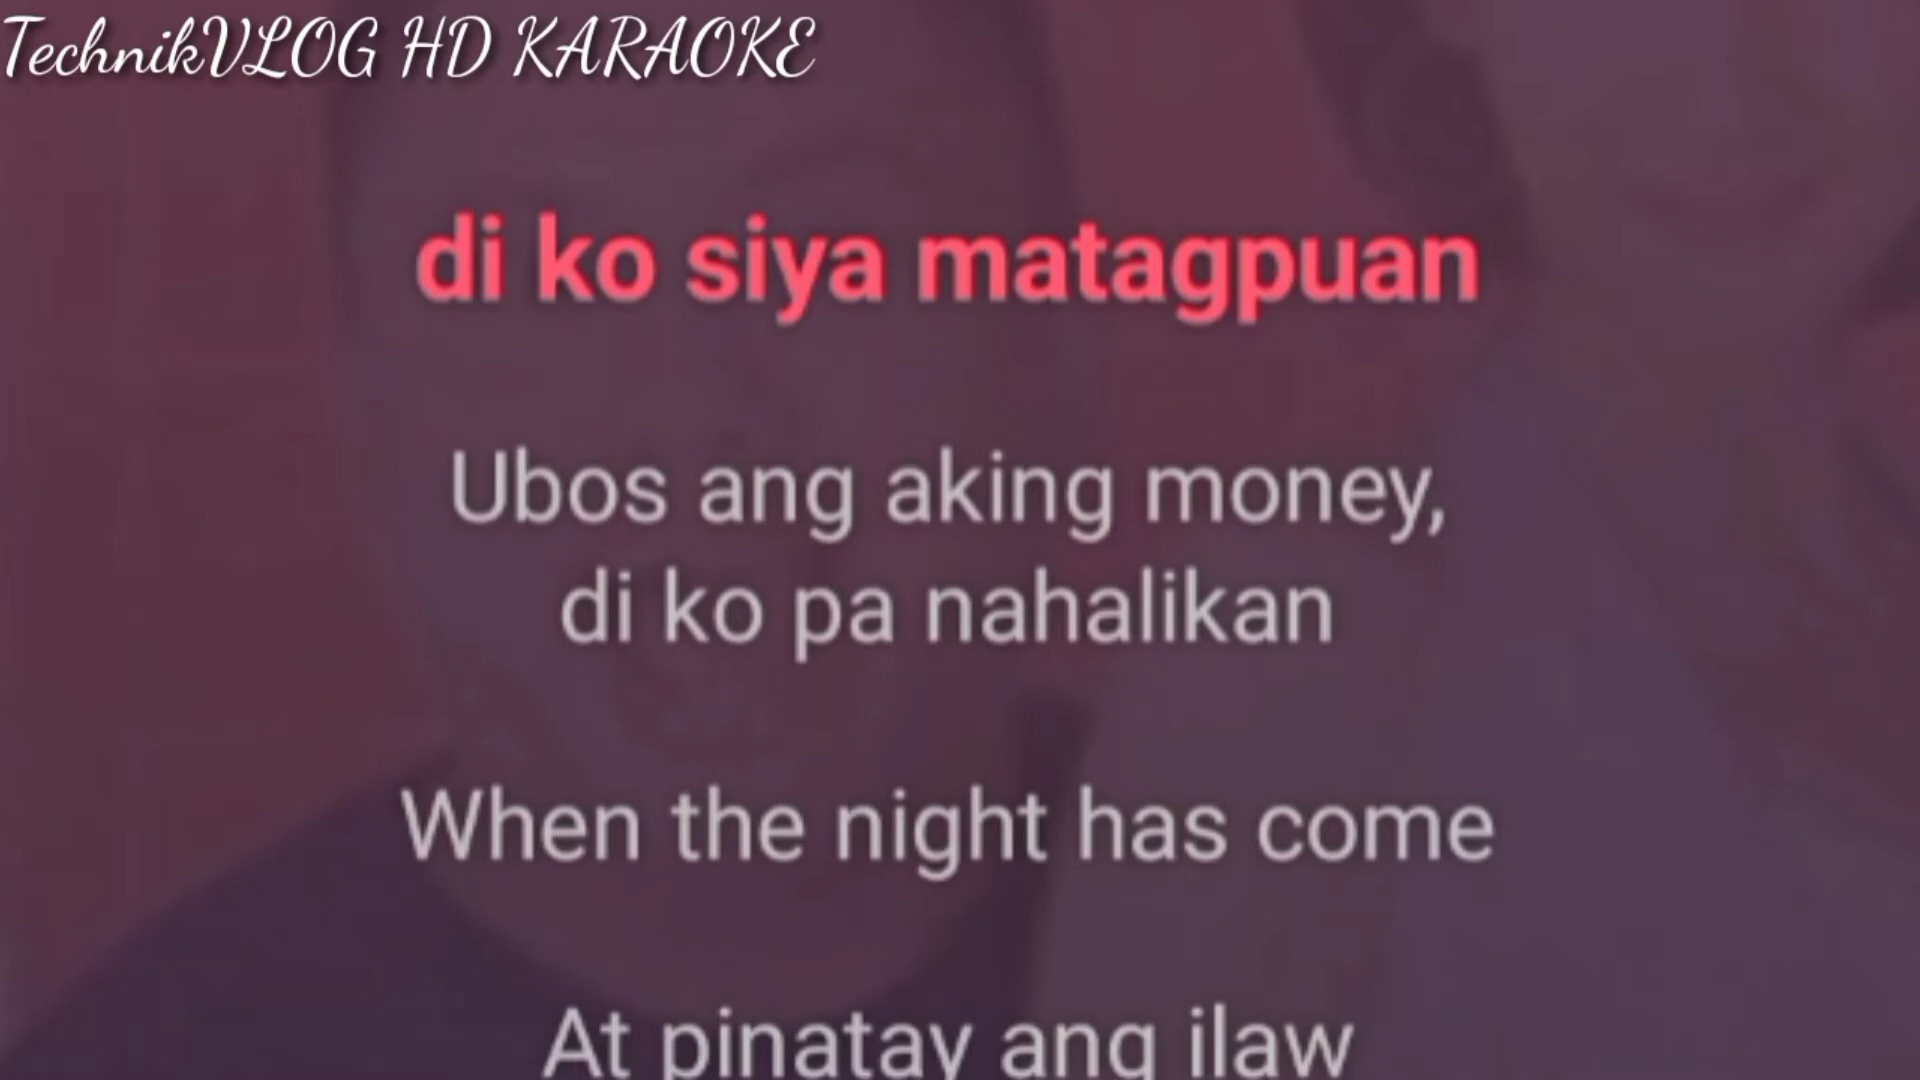 TechnikVLOG HD KARAOKE
di ko siya matagpuan
Ubos ang aking money,
di ko pa nahalikan
When the night has come
At pinatay ang ilaw